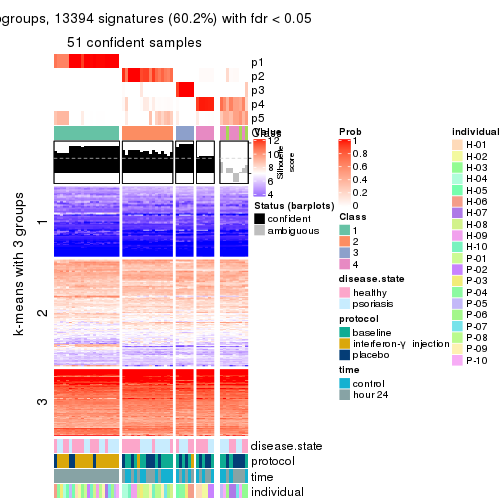 ogroups, 13394 signatures (60.2%) with fdr < 0.05
51 confident samples
p1
p2
p3
p4
p5
Class
Silhouette
score
k-means with 3 groups
1
2
3
disease.state
protocol
time
individual
Value
12
10
8
6
4
Status (barplots)
confident
ambiguous
Prob
1
0.8
0.6
0.4
0.2
0
Class
1
2
3
4
disease.state
healthy
psoriasis
protocol
baseline
interferon-γ injection
placebo
time
control
hour 24
individual
H-01
H-02
H-03
H-04
H-05
H-06
H-07
H-08
H-09
H-10
P-01
P-02
P-03
P-04
P-05
P-06
P-07
P-08
P-09
P-10